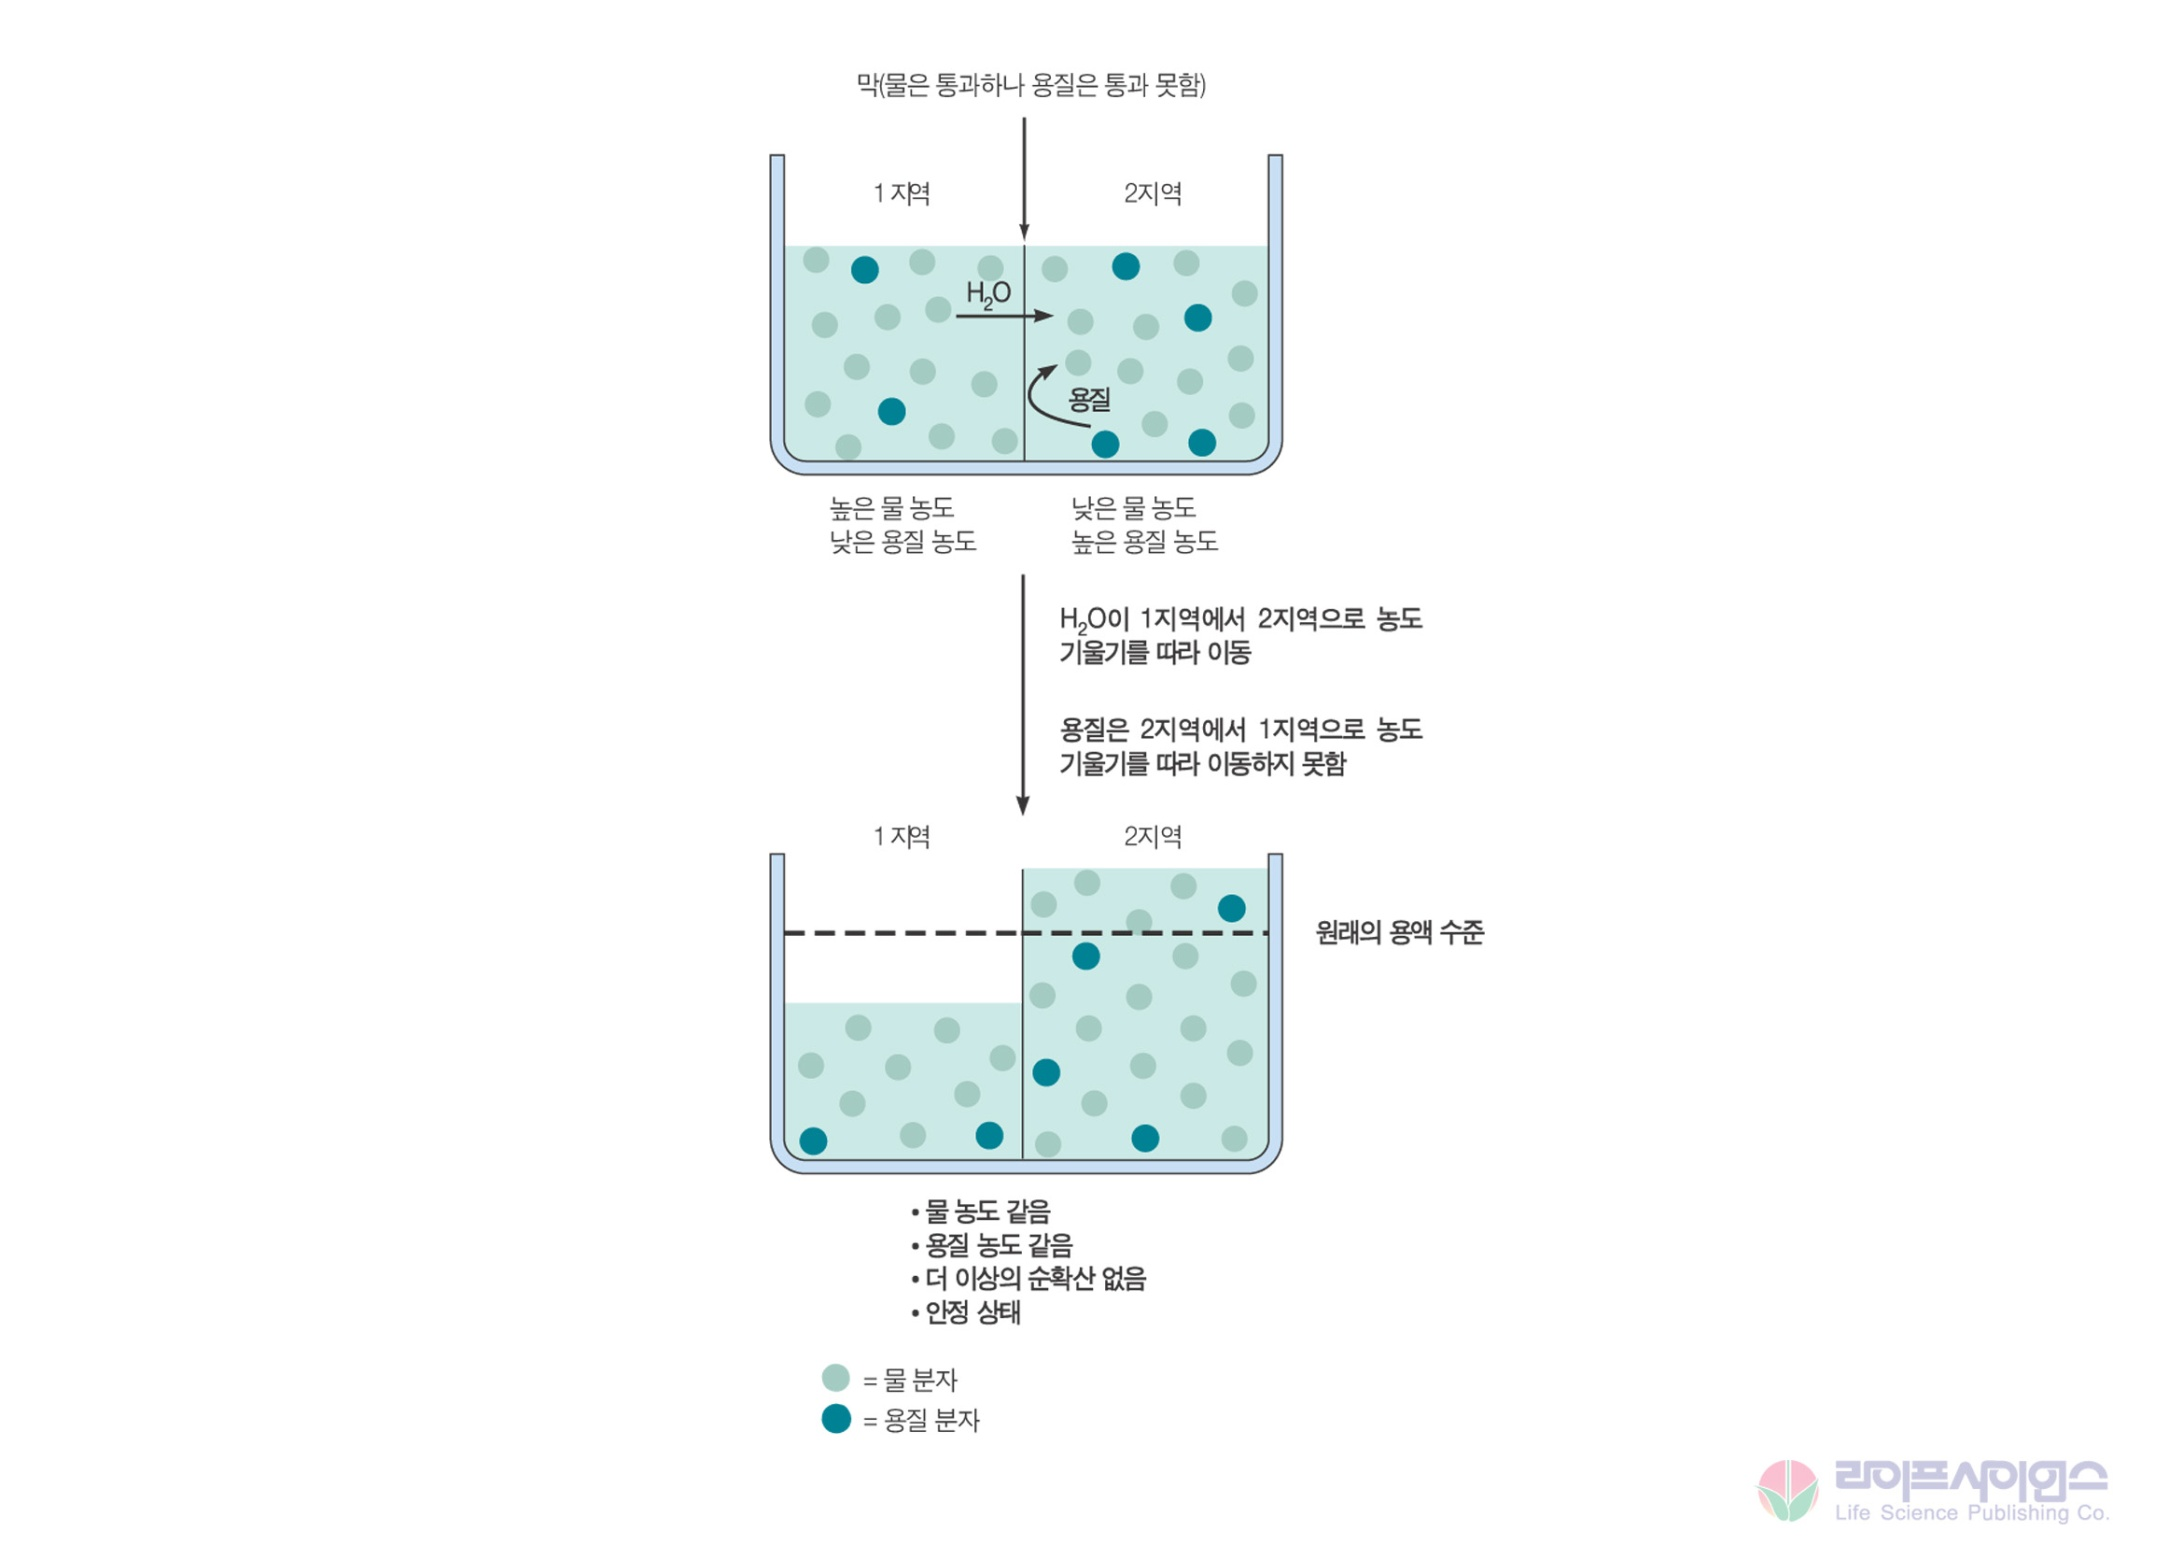 막(물은 통과하나 용질은 통과 못함)
1 지역
2지역
H₂O
용질
높은 물 농도
낮은 용질 농도
낮은 물 농도
높은 용질 농도
H₂O이 1지역에서 2지역으로 농도
기울기를 따라 이동
용질은 2지역에서 1지역으로 농도
기울기를 따라 이동하지 못함
1 지역
2지역
원래의 용액 수준
• 물 농도 같음
• 용질 농도 같음
• 더 이상의 순확산 없음
• 안정 상태
= 물 분자
= 용질 분자
라이프사이언스
Life Science Publishing Co.